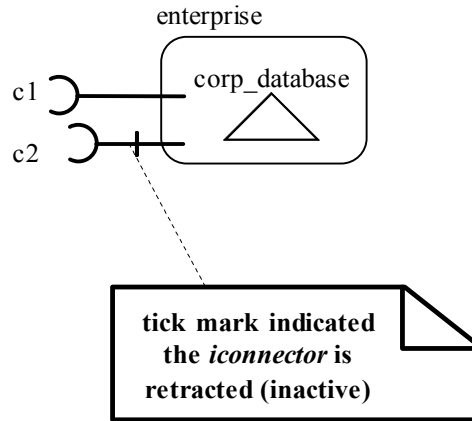 enterprise
corp_database
c1
c2
tick mark indicated
the iconnector is
retracted (inactive)